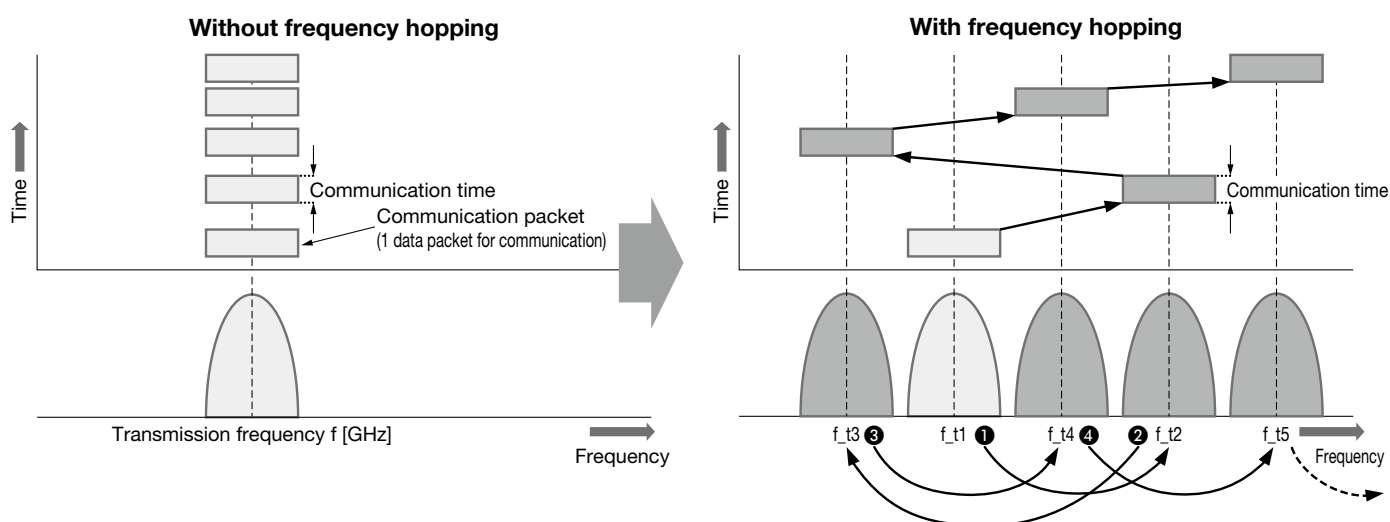 Without frequency hopping
Time
Communication time
Communication packet
(1 data packet for communication)
Transmission frequency f [GHz]
Frequency
With frequency hopping
Time
Communication time
f_t3 ❸ f_t1 ❶ f_t4 ❹ ❷ f_t2 f_t5
Frequency